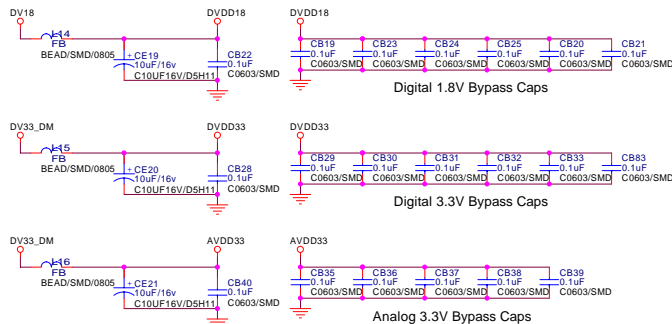 DV18 DVDD18 DVDD18
L14
FB
BEAD/SMD/0805
CE19
10uF/16v
C10UF16V/D5H11
CB22
0.1uF
C0603/SMD
CB19 CB23 CB24 CB25 CB20 CB21
0.1uF 0.1uF 0.1uF 0.1uF 0.1uF 0.1uF
C0603/SMD C0603/SMD C0603/SMD C0603/SMD C0603/SMD C0603/SMD
Digital 1.8V Bypass Caps
DV33_DM DVDD33 DVDD33
L15
FB
BEAD/SMD/0805
CE20
10uF/16v
C10UF16V/D5H11
CB28
0.1uF
C0603/SMD
CB29 CB30 CB31 CB32 CB33 CB83
0.1uF 0.1uF 0.1uF 0.1uF 0.1uF 0.1uF
C0603/SMD C0603/SMD C0603/SMD C0603/SMD C0603/SMD C0603/SMD
Digital 3.3V Bypass Caps
DV33_DM AVDD33 AVDD33
L16
FB
BEAD/SMD/0805
CE21
10uF/16v
C10UF16V/D5H11
CB40
0.1uF
C0603/SMD
CB35 CB36 CB37 CB38 CB39
0.1uF 0.1uF 0.1uF 0.1uF 0.1uF
C0603/SMD C0603/SMD C0603/SMD C0603/SMD C0603/SMD
Analog 3.3V Bypass Caps